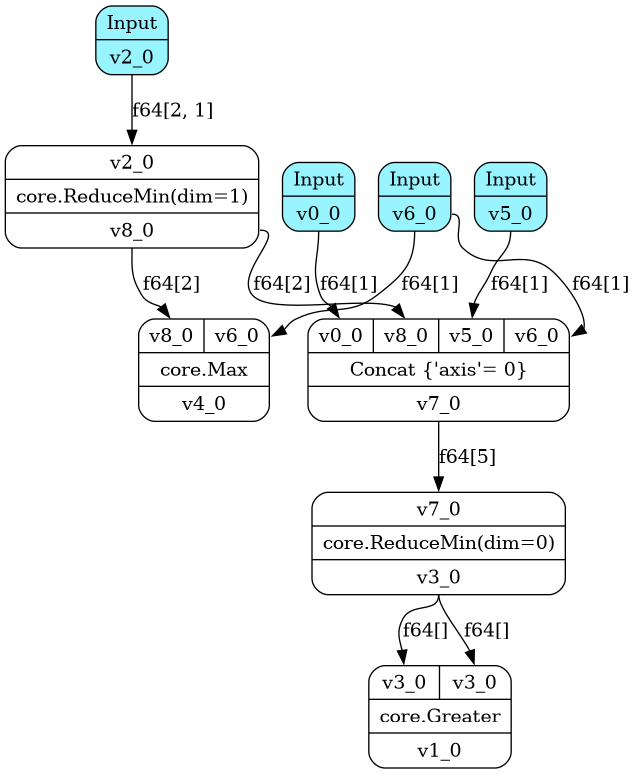 Input
v2_0
f64[2, 1]
v2_0
core.ReduceMin(dim=1)
v8_0
Input
v0_0
Input
v6_0
Input
v5_0
f64[2]
f64[2]
f64[1]
f64[1]
f64[1]
f64[1]
v8_0 v6_0
core.Max
v4_0
v0_0 v8_0 v5_0 v6_0
Concat {'axis'= 0}
v7_0
f64[5]
v7_0
core.ReduceMin(dim=0)
v3_0
f64[]
f64[]
v3_0 v3_0
core.Greater
v1_0